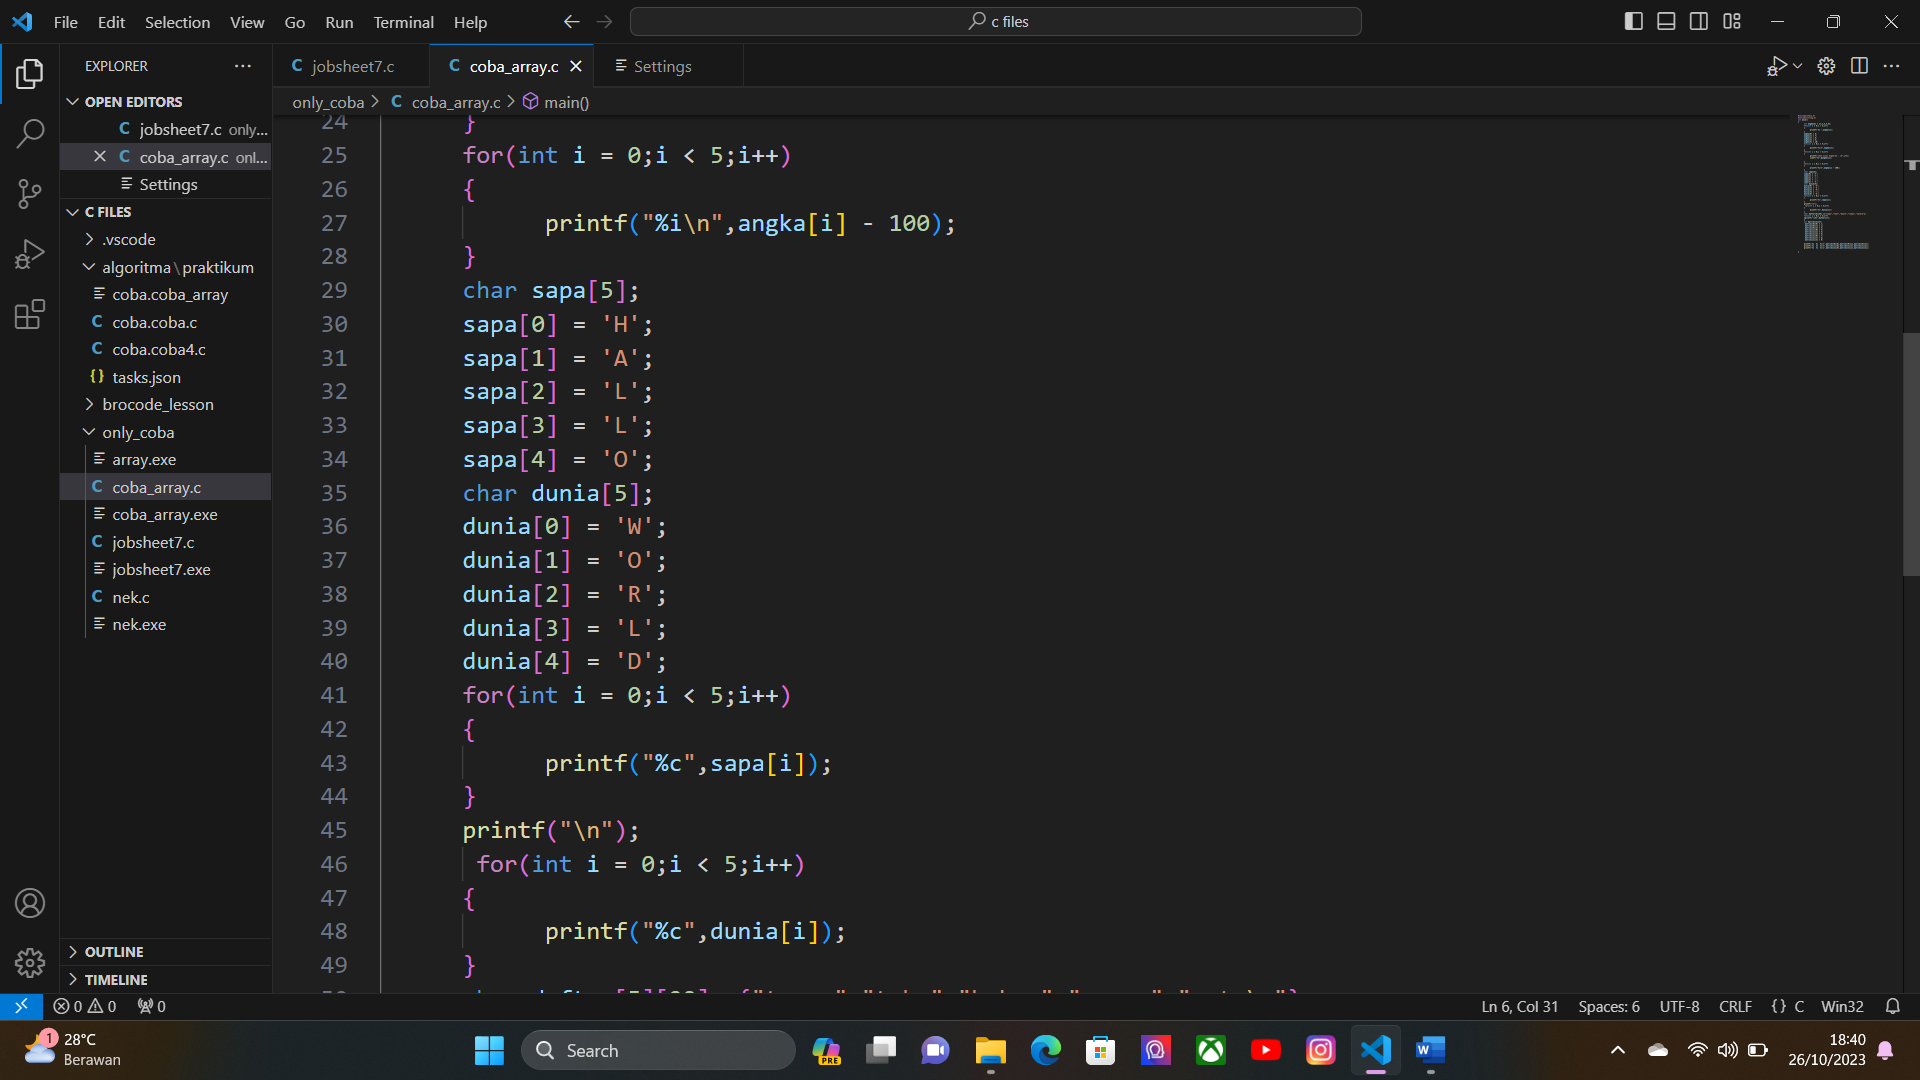 File Edit Selection View Go Run Terminal Help
c files
EXPLORER
OPEN EDITORS
jobsheet7.c only...
coba_array.c onl...
Settings
C FILES
.vscode
algoritma\praktikum
coba.coba_array
coba.coba.c
coba.coba4.c
tasks.json
brocode_lesson
only_coba
array.exe
coba_array.c
coba_array.exe
jobsheet7.c
jobsheet7.exe
nek.c
nek.exe
OUTLINE
TIMELINE
jobsheet7.c coba_array.c Settings
only_coba > C coba_array.c > main()
24 }
25 for(int i = 0;i < 5;i++)
26 {
27 printf("%i\n",angka[i] - 100);
28 }
29 char sapa[5];
30 sapa[0] = 'H';
31 sapa[1] = 'A';
32 sapa[2] = 'L';
33 sapa[3] = 'L';
34 sapa[4] = 'O';
35 char dunia[5];
36 dunia[0] = 'W';
37 dunia[1] = 'O';
38 dunia[2] = 'R';
39 dunia[3] = 'L';
40 dunia[4] = 'D';
41 for(int i = 0;i < 5;i++)
42 {
43 printf("%c",sapa[i]);
44 }
45 printf("\n");
46 for(int i = 0;i < 5;i++)
47 {
48 printf("%c",dunia[i]);
49 }
0 0 0
Ln 6, Col 31 Spaces: 6 UTF-8 CRLF {} C Win32
1
28°C
Berawan
Search
PRE
18:40
26/10/2023